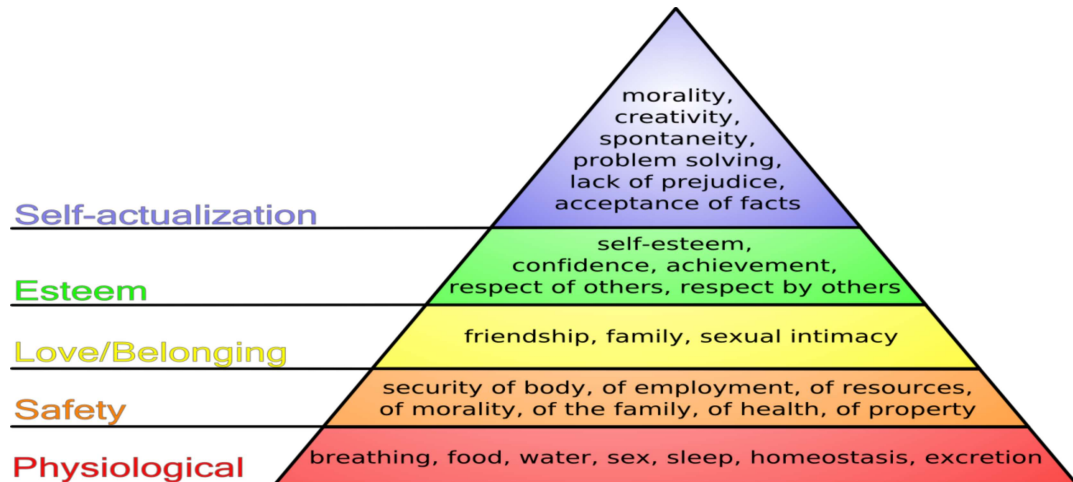 morality,
creativity,
spontaneity,
problem solving,
lack of prejudice,
acceptance of facts
Self-actualization
self-esteem,
confidence, achievement,
respect of others, respect by others
Esteem
friendship, family, sexual intimacy
Love/Belonging
security of body, of employment, of resources,
of morality, of the family, of health, of property
Safety
breathing, food, water, sex, sleep, homeostasis, excretion
Physiological